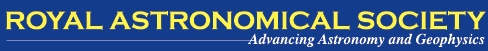 ROYAL ASTRONOMICAL SOCIETY
Advancing Astronomy and Geophysics